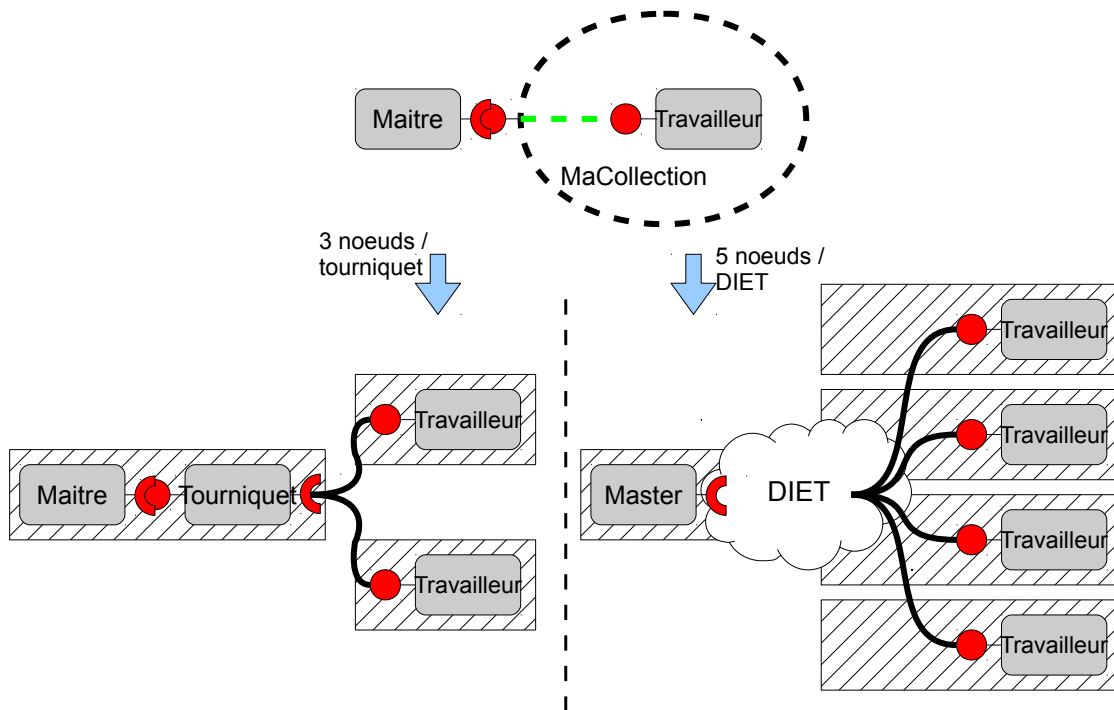 Maitre
Travailleur
MaCollection
3 noeuds /
tourniquet
5 noeuds /
DIET
Travailleur
Travailleur
Travailleur
Maitre
Tourniquet
Master
DIET
Travailleur
Travailleur
Travailleur